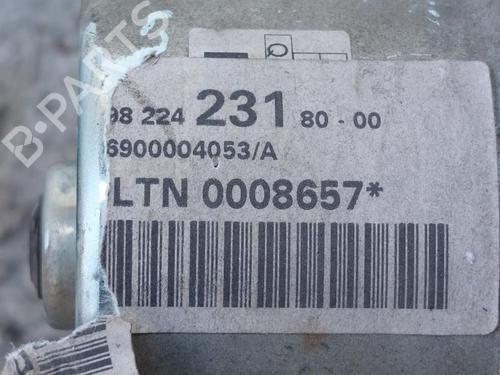 B-PARTS
98 224 231 80 - 00
6900004053/A
LTN 0008657*